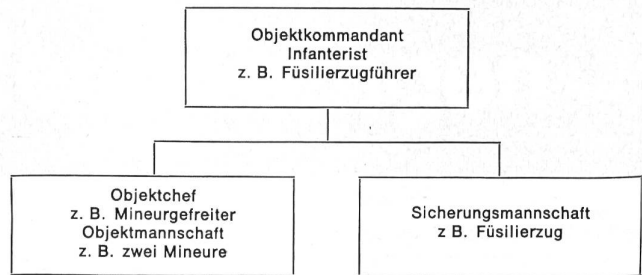 Objektkommandant
Infanterist
z. B. Füsilierzugführer
Objektchef
z. B. Mineurgefreiter
Objektmannschaft
z. B. zwei Mineure
Sicherungsmannschaft
z B. Füsilierzug